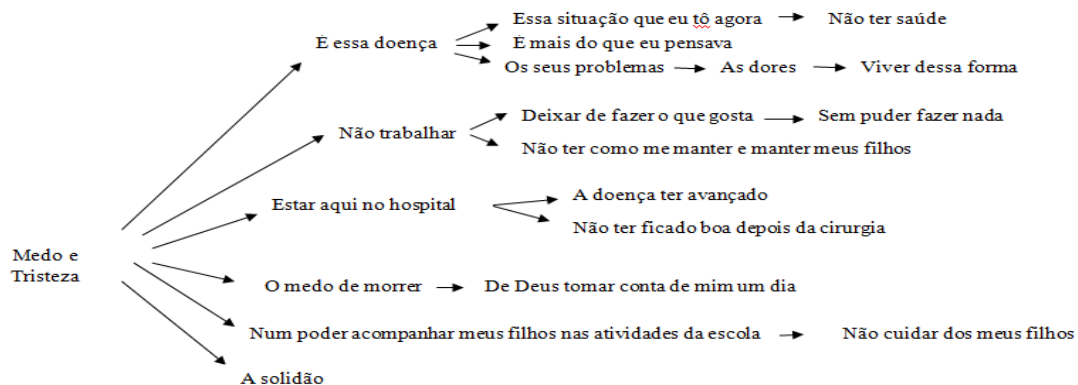 Essa situação que eu tô agora Não ter saúde
É essa doença É mais do que eu pensava
Os seus problemas As dores Viver dessa forma
Deixar de fazer o que gosta Sem puder fazer nada
Não trabalhar
Não ter como me manter e manter meus filhos
A doença ter avançado
Estar aqui no hospital
Não ter ficado boa depois da cirurgia
Medo e
Tristeza
O medo de morrer De Deus tomar conta de mim um dia
Num poder acompanhar meus filhos nas atividades da escola Não cuidar dos meus filhos
A solidão